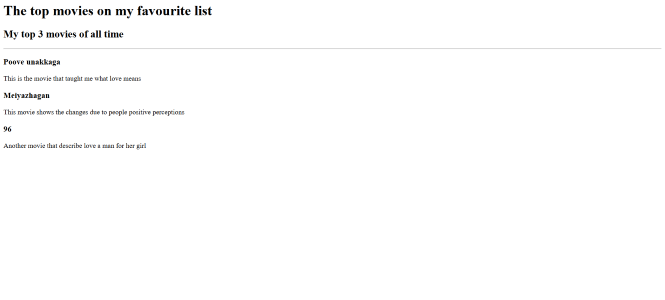 The top movies on my favourite list
My top 3 movies of all time
Poove unakkaga
This is the movie that taught me what love means
Meiyazhagan
This movie shows the changes due to people positive perceptions
96
Another movie that describe love a man for her girl